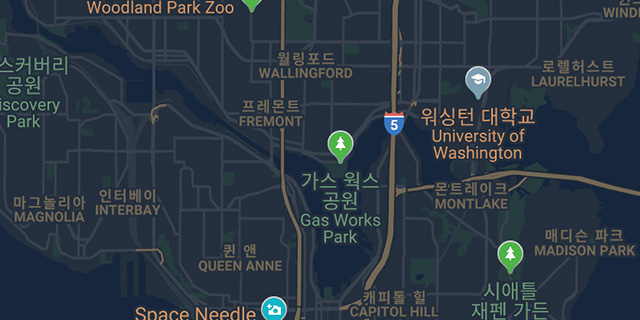 Woodland Park Zoo
월링포드
WALLINGFORD
로렐허스트
LAURELHURST
스커버리
공원
iscovery
Park
프레몬트
FREMONT
5
워싱턴 대학교
University of
Washington
가스 웍스
공원
Gas Works
Park
마그놀리아
MAGNOLIA
인터베이
INTERBAY
몬트레이크
MONTLAKE
매디슨 파크
MADISON PARK
퀸 앤
QUEEN ANNE
시애틀
재펜 가든
캐피톨 힐
CAPITOL HILL
Space Needle